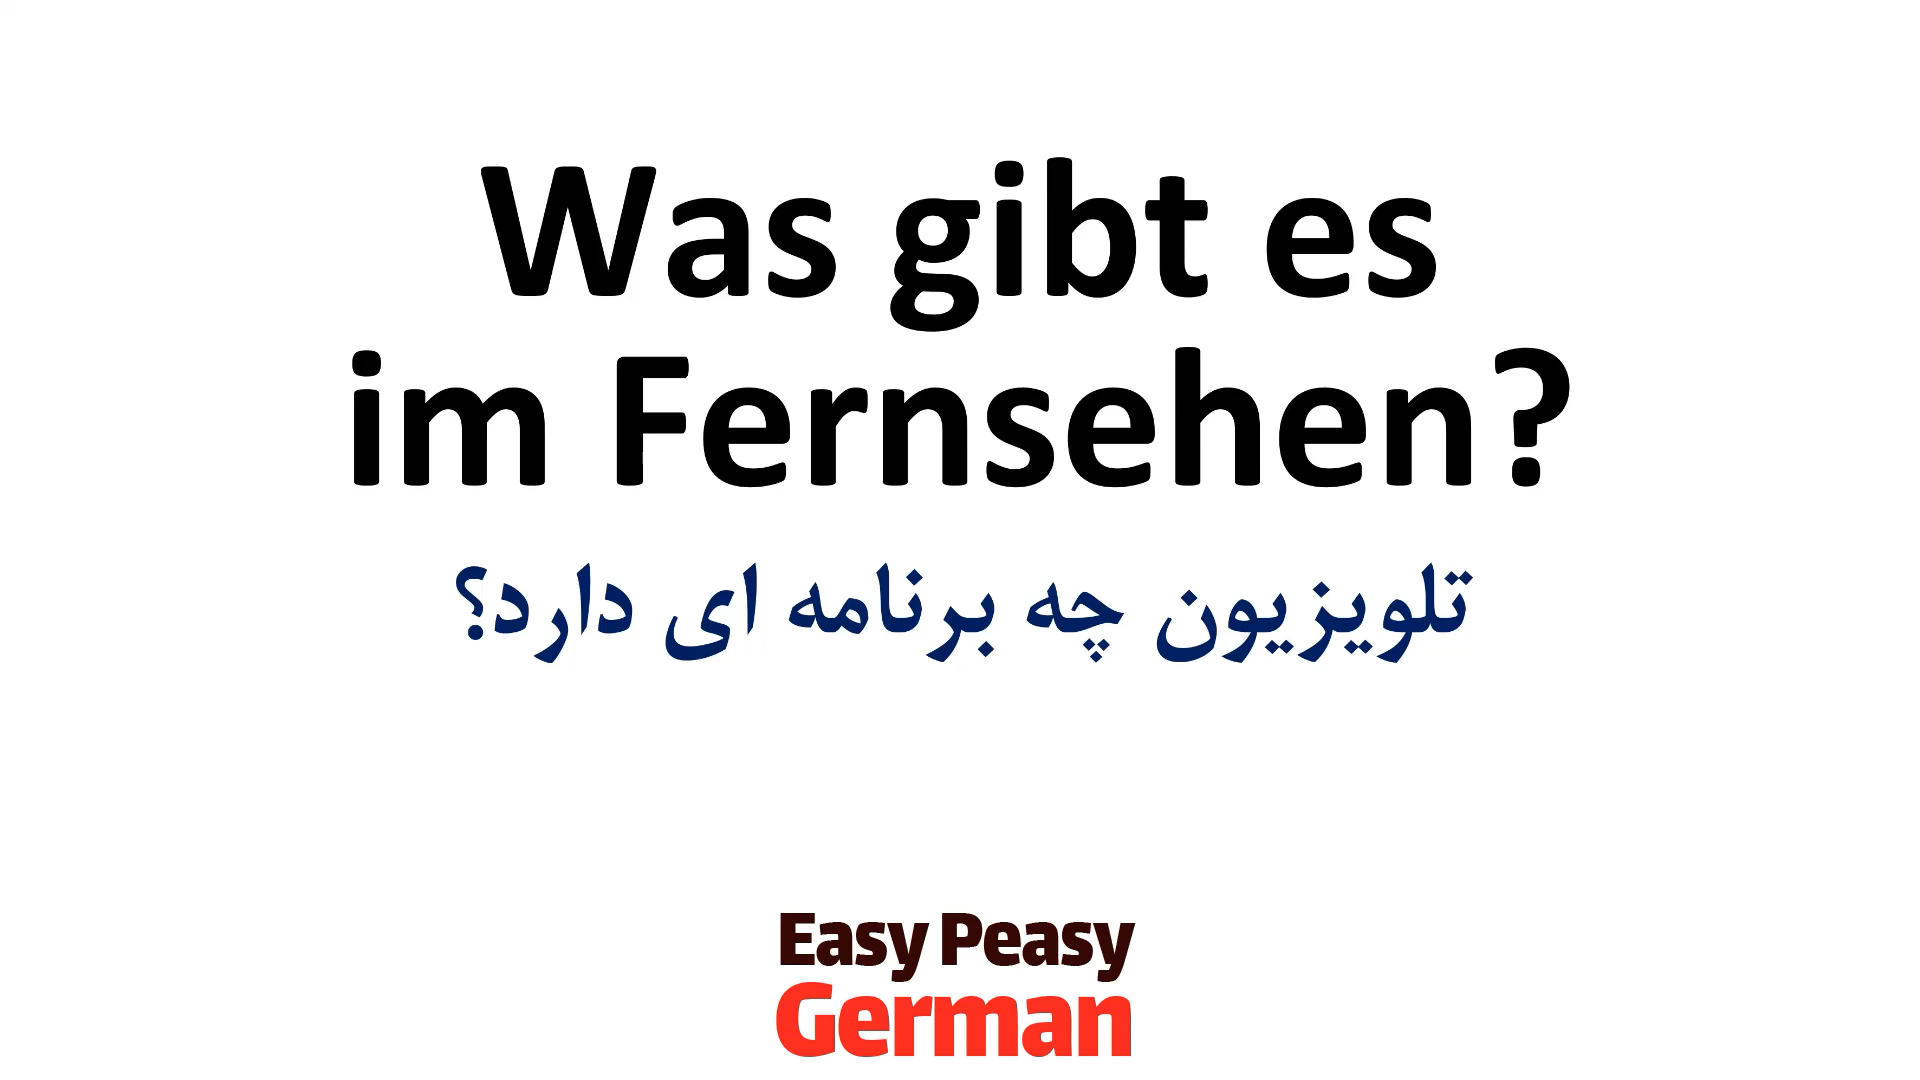 Was gibt es
im Fernsehen?
تلویزیون چه برنامه ای دارد؟
Easy Peasy
German